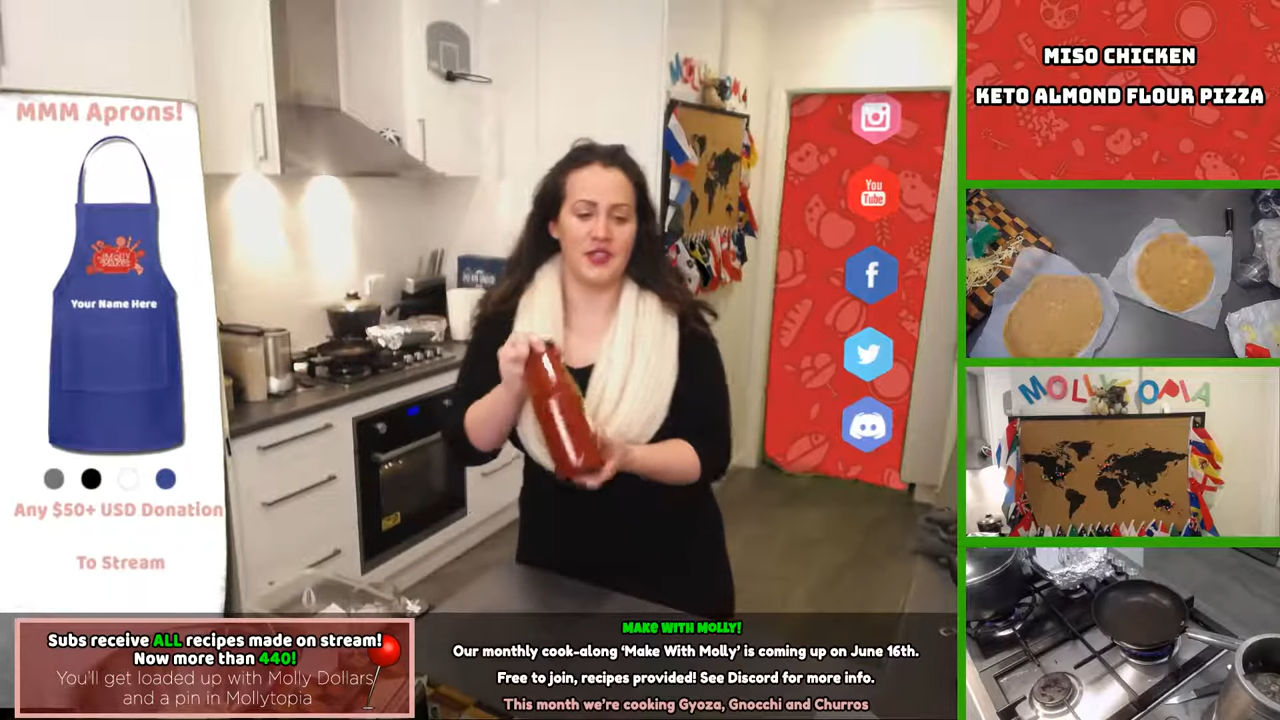 MMM Aprons!
Molly
Makes
Your Name Here
Any $50+ USD Donation
To Stream
MOLLYTOPIA
You
Tube
MISO CHICKEN
KETO ALMOND FLOUR PIZZA
MOLLYTOPIA
Subs receive ALL recipes made on stream!
Now more than 440!
You'll get loaded up with Molly Dollars
and a pin in Mollytopia
MAKE WITH MOLLY!
Our monthly cook-along 'Make With Molly' is coming up on June 16th.
Free to join, recipes provided! See Discord for more info.
This month we're cooking Gyoza, Gnocchi and Churros